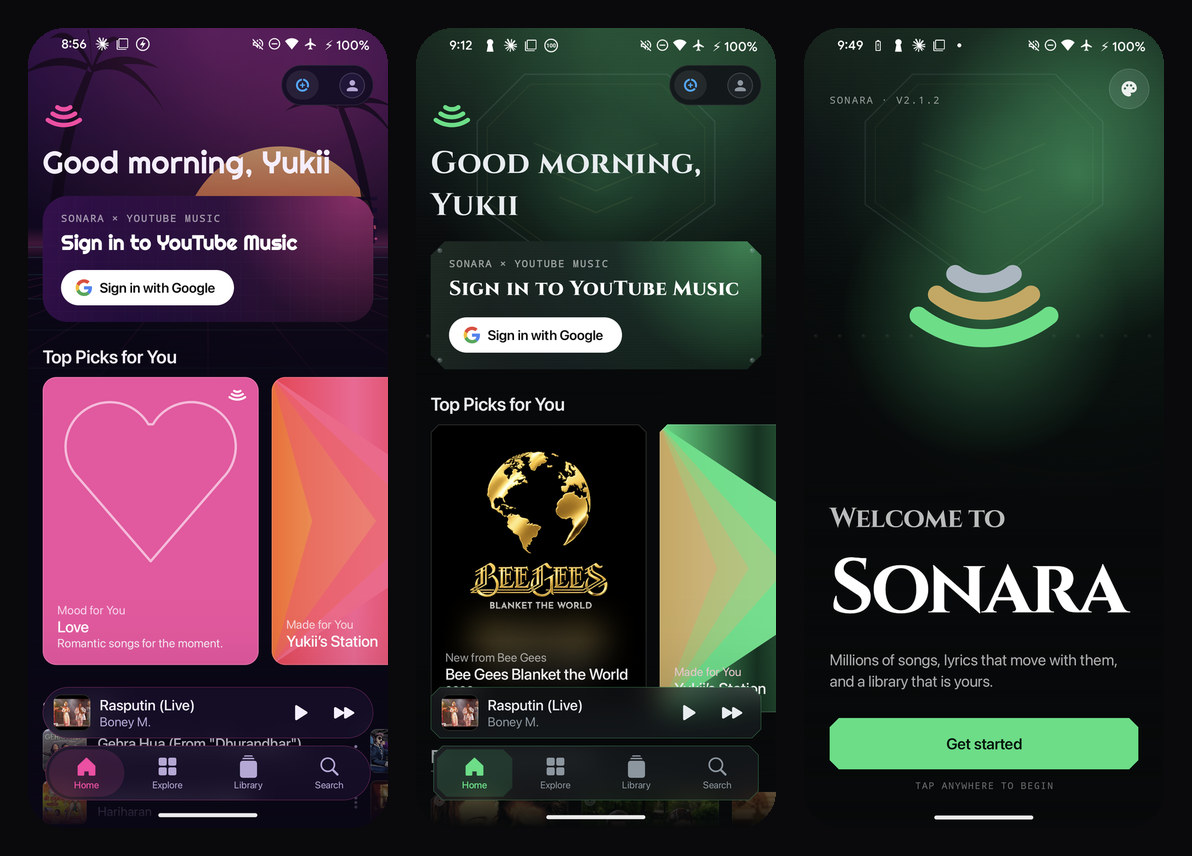 8:56
100%
Good morning, Yukii
SONARA × YOUTUBE MUSIC
Sign in to YouTube Music
Sign in with Google
Top Picks for You
Mood for You
Love
Romantic songs for the moment.
Made for You
Yukii's Station
Rasputin (Live)
Boney M.
Gehra Hua (From "Dhurandhar")
Home
Explore
Library
Search
Hariharan
9:12
100
100%
Good morning,
Yukii
SONARA × YOUTUBE MUSIC
Sign in to YouTube Music
Sign in with Google
Top Picks for You
BEE GEES
BLANKET THE WORLD
New from Bee Gees
Bee Gees Blanket the World
Made for You
Yukii's Station
Rasputin (Live)
Boney M.
Home
Explore
Library
Search
9:49
100%
SONARA · V2.1.2
Welcome to
Sonara
Millions of songs, lyrics that move with them,
and a library that is yours.
Get started
TAP ANYWHERE TO BEGIN